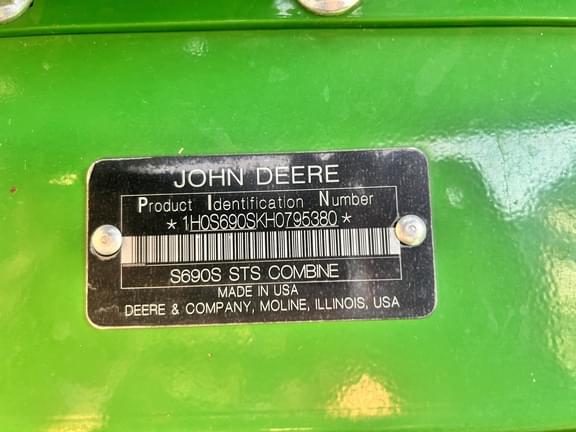 JOHN DEERE
Product Identification Number
*1H0S690SKH0795380*
S690S STS COMBINE
MADE IN USA
DEERE & COMPANY, MOLINE, ILLINOIS, USA